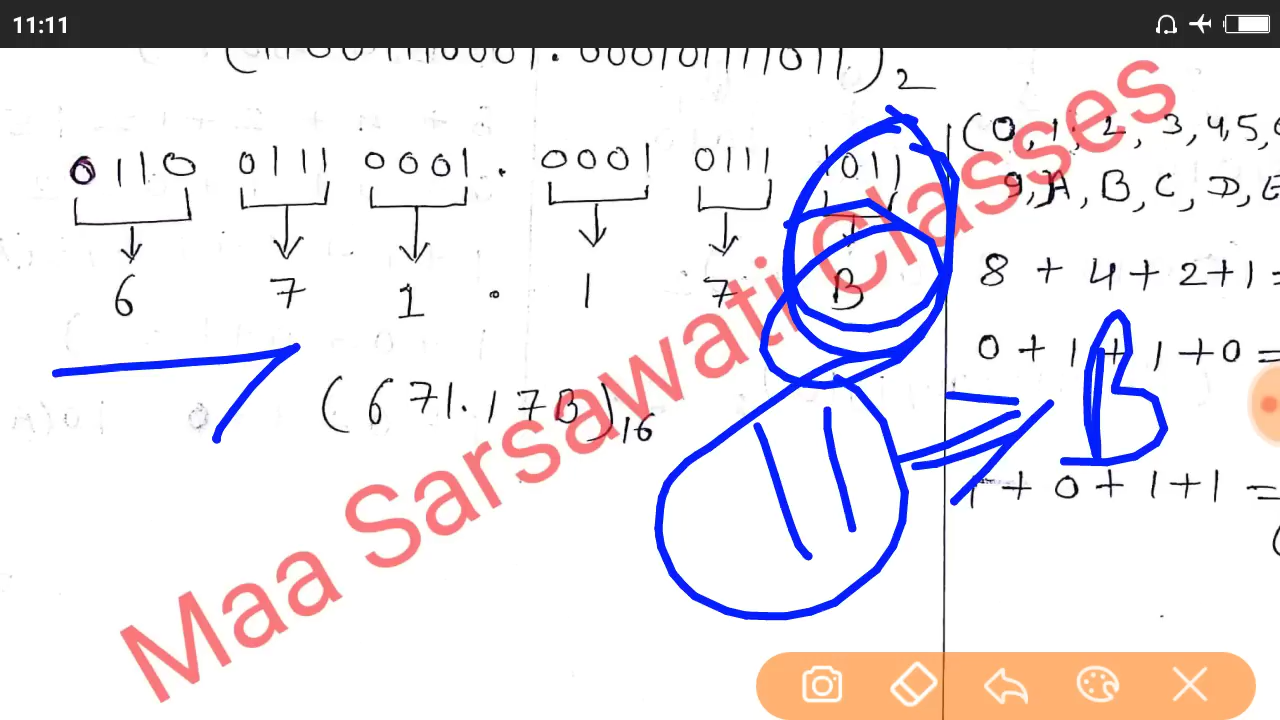 11:11
(11001110001.000101111011)2
0110 0111 0001. 0001 0111 1011
6 7 1 . 1 7 B
(671.17B)16
(0, 1, 2, 3, 4, 5,
9, A, B, C, D, E
8 + 4 + 2 + 1 =
0 + 1 + 1 + 0 =
1 + 0 + 1 + 1 =
(
11
B
Maa Sarsawati Classes